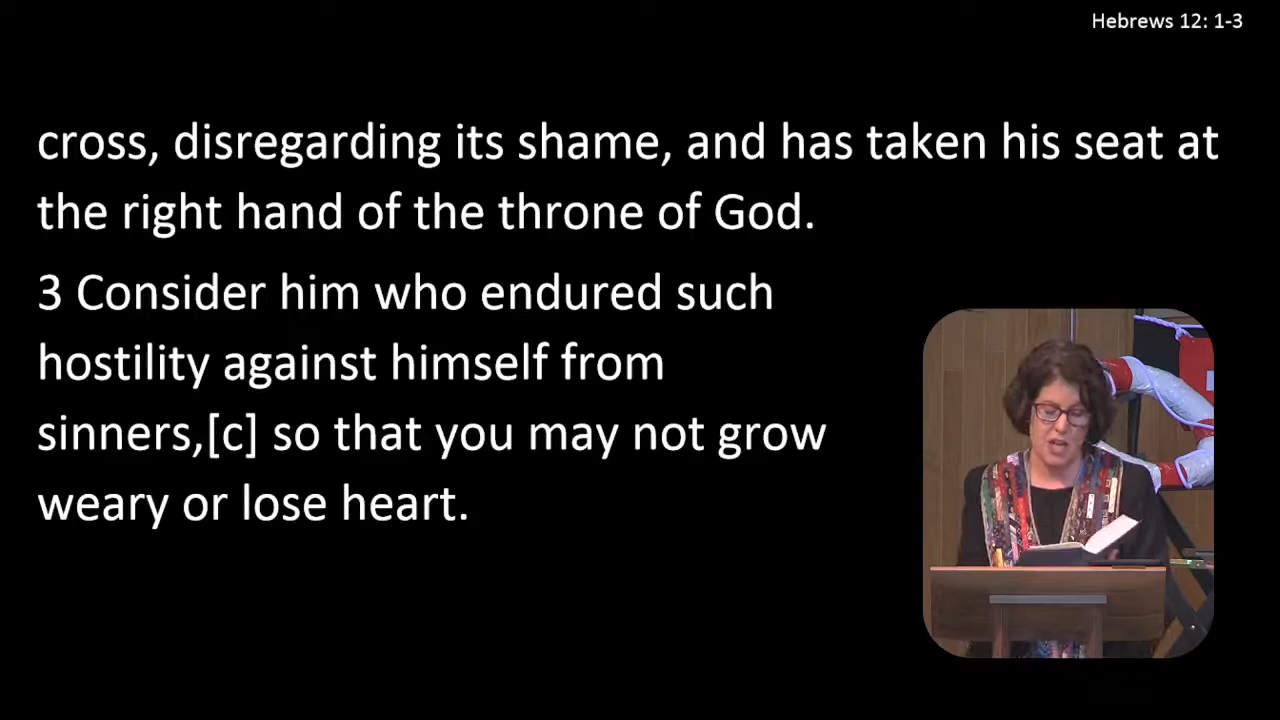 Hebrews 12: 1-3
cross, disregarding its shame, and has taken his seat at
the right hand of the throne of God.
3 Consider him who endured such
hostility against himself from
sinners,[c] so that you may not grow
weary or lose heart.